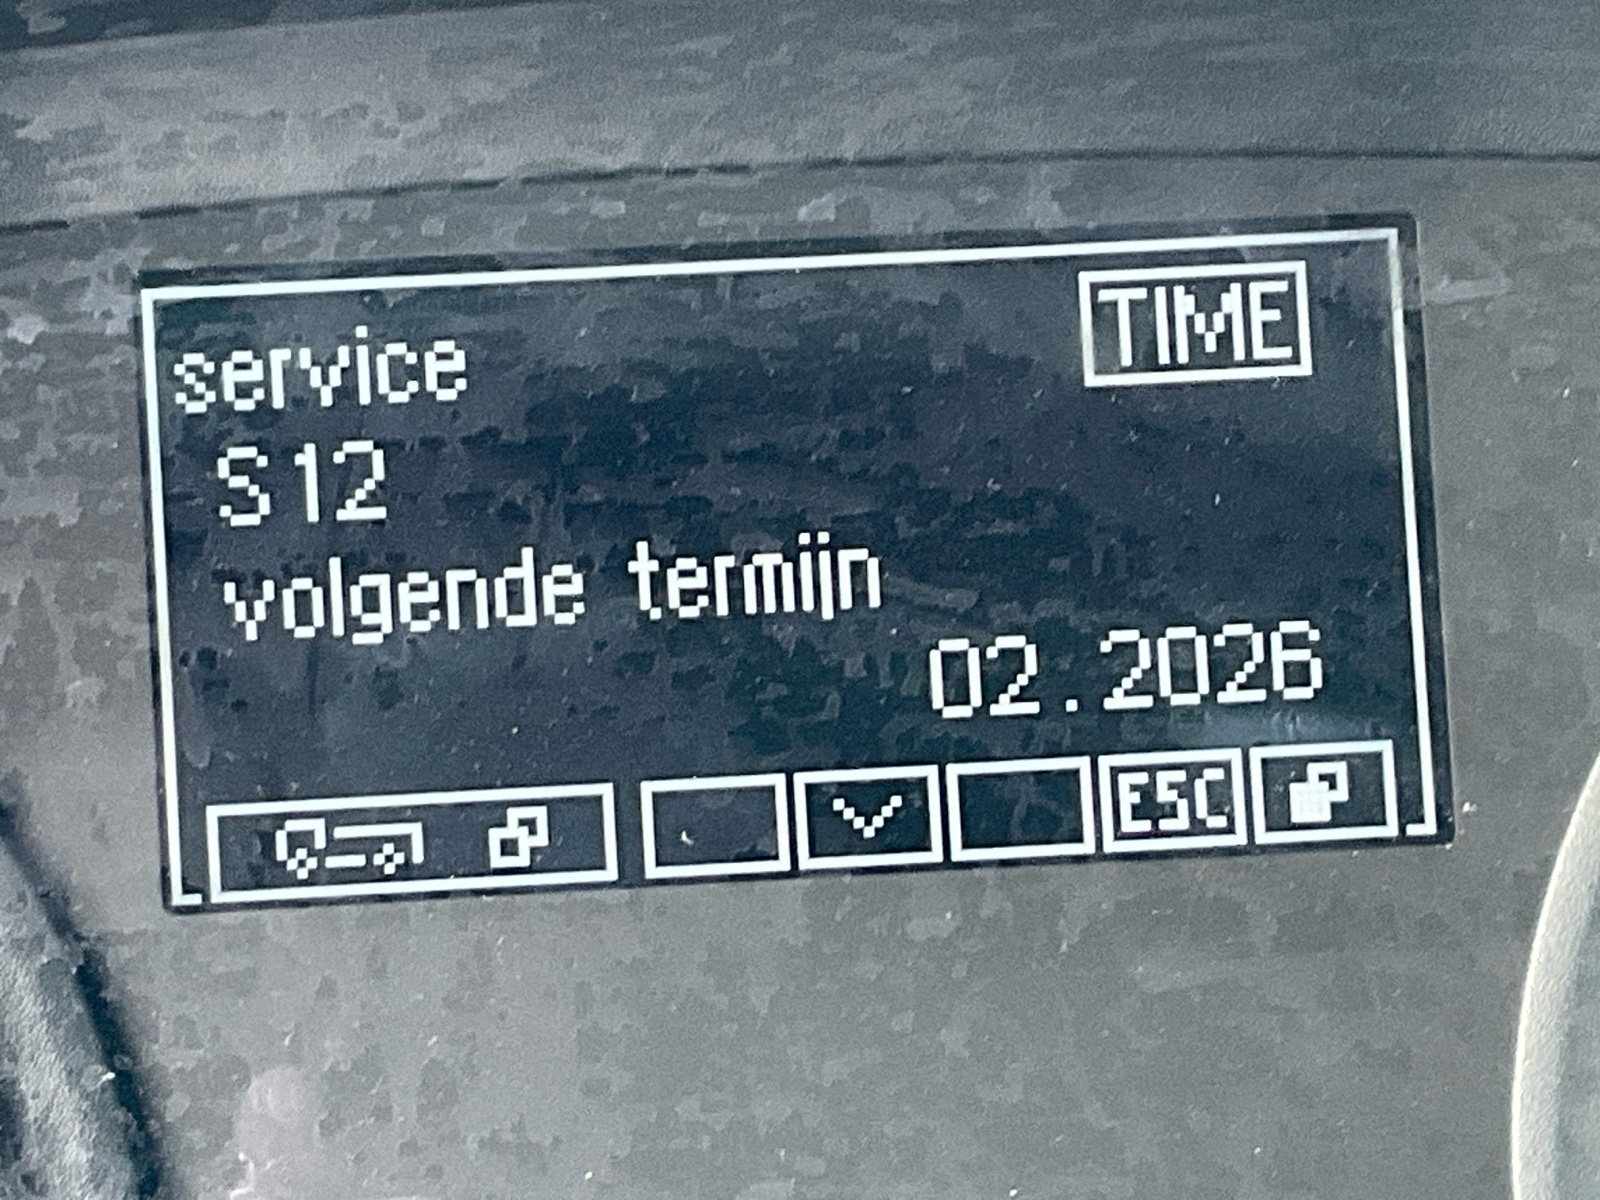 TIME
service
S12
volgende termijn
02.2026
ESC